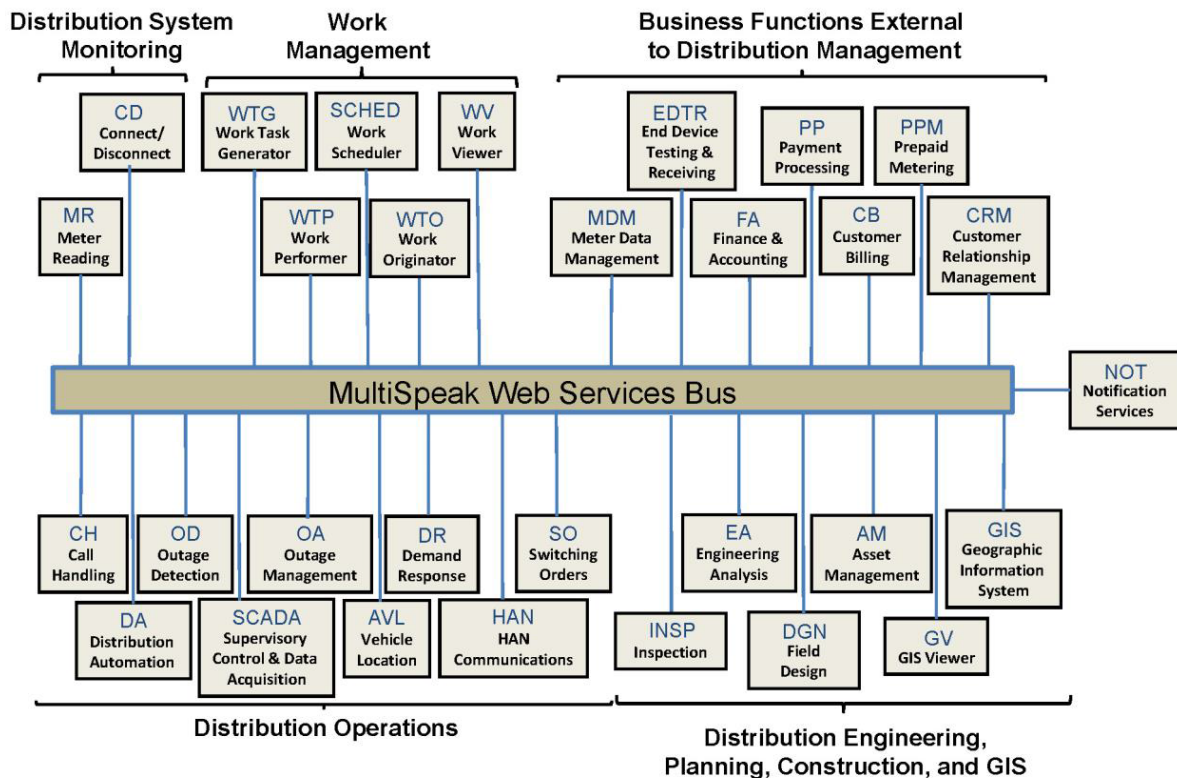 Distribution System
Monitoring
Work
Management
Business Functions External
to Distribution Management
CD
Connect/
Disconnect
WTG
Work Task
Generator
SCHED
Work
Scheduler
WV
Work
Viewer
EDTR
End Device
Testing &
Receiving
PP
Payment
Processing
PPM
Prepaid
Metering
MR
Meter
Reading
WTP
Work
Performer
WTO
Work
Originator
MDM
Meter Data
Management
FA
Finance &
Accounting
CB
Customer
Billing
CRM
Customer
Relationship
Management
MultiSpeak Web Services Bus
NOT
Notification
Services
CH
Call
Handling
OD
Outage
Detection
OA
Outage
Management
DR
Demand
Response
SO
Switching
Orders
EA
Engineering
Analysis
AM
Asset
Management
GIS
Geographic
Information
System
DA
Distribution
Automation
SCADA
Supervisory
Control & Data
Acquisition
AVL
Vehicle
Location
HAN
HAN
Communications
INSP
Inspection
DGN
Field
Design
GV
GIS Viewer
Distribution Operations
Distribution Engineering,
Planning, Construction, and GIS